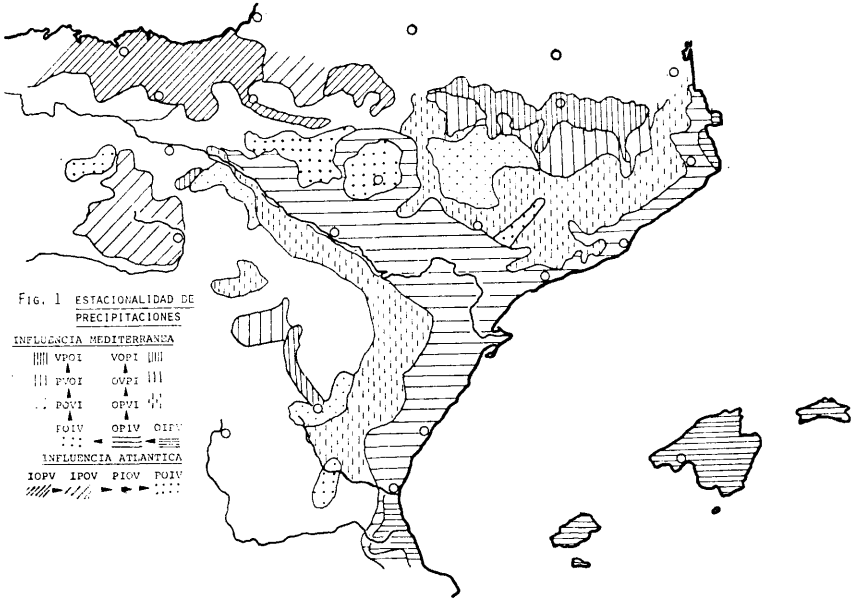 FIG. 1 ESTACIONALIDAD DE
PRECIPITACIONES
INFLUENCIA MEDITERRANEA
VPOI VOPI
PVOI OVPI
POVI OPVI
POIV OPIV OIPV
INFLUENCIA ATLANTICA
IOPV IPOV PIOV POIV